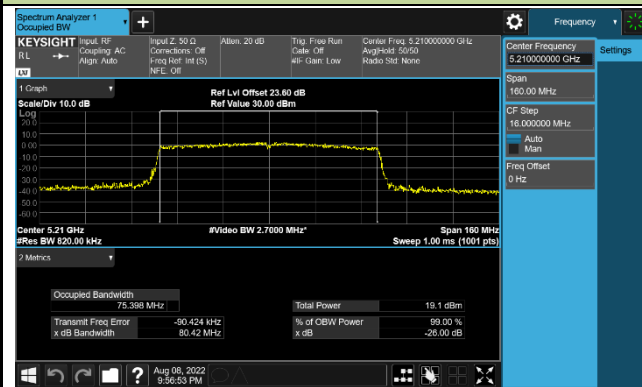 Spectrum Analyzer 1
Occupied BW
Frequency
KEYSIGHT
RL
LXI
Input: RF
Coupling: AC
Align: Auto
Input Z: 50 Ω
Corrections: Off
Freq Ref: Int (S)
NFE: Off
Atten: 20 dB
Trig: Free Run
Gate: Off
#IF Gain: Low
Center Freq: 5.210000000 GHz
Avg|Hold: 50/50
Radio Std: None
Center Frequency
5.210000000 GHz
Settings
Span
160.00 MHz
CF Step
16.000000 MHz
Auto
Man
Freq Offset
0 Hz
1 Graph
Scale/Div 10.0 dB
Ref Lvl Offset 23.60 dB
Ref Value 30.00 dBm
Log
20.0
10.0
0.00
-10.0
-20.0
-30.0
-40.0
-50.0
-60.0
Center 5.21 GHz
#Res BW 820.00 kHz
#Video BW 2.7000 MHz*
Span 160 MHz
Sweep 1.00 ms (1001 pts)
2 Metrics
Occupied Bandwidth
75.398 MHz
Total Power 19.1 dBm
Transmit Freq Error -90.424 kHz
% of OBW Power 99.00 %
x dB Bandwidth 80.42 MHz
x dB -26.00 dB
?
Aug 08, 2022
9:56:53 PM